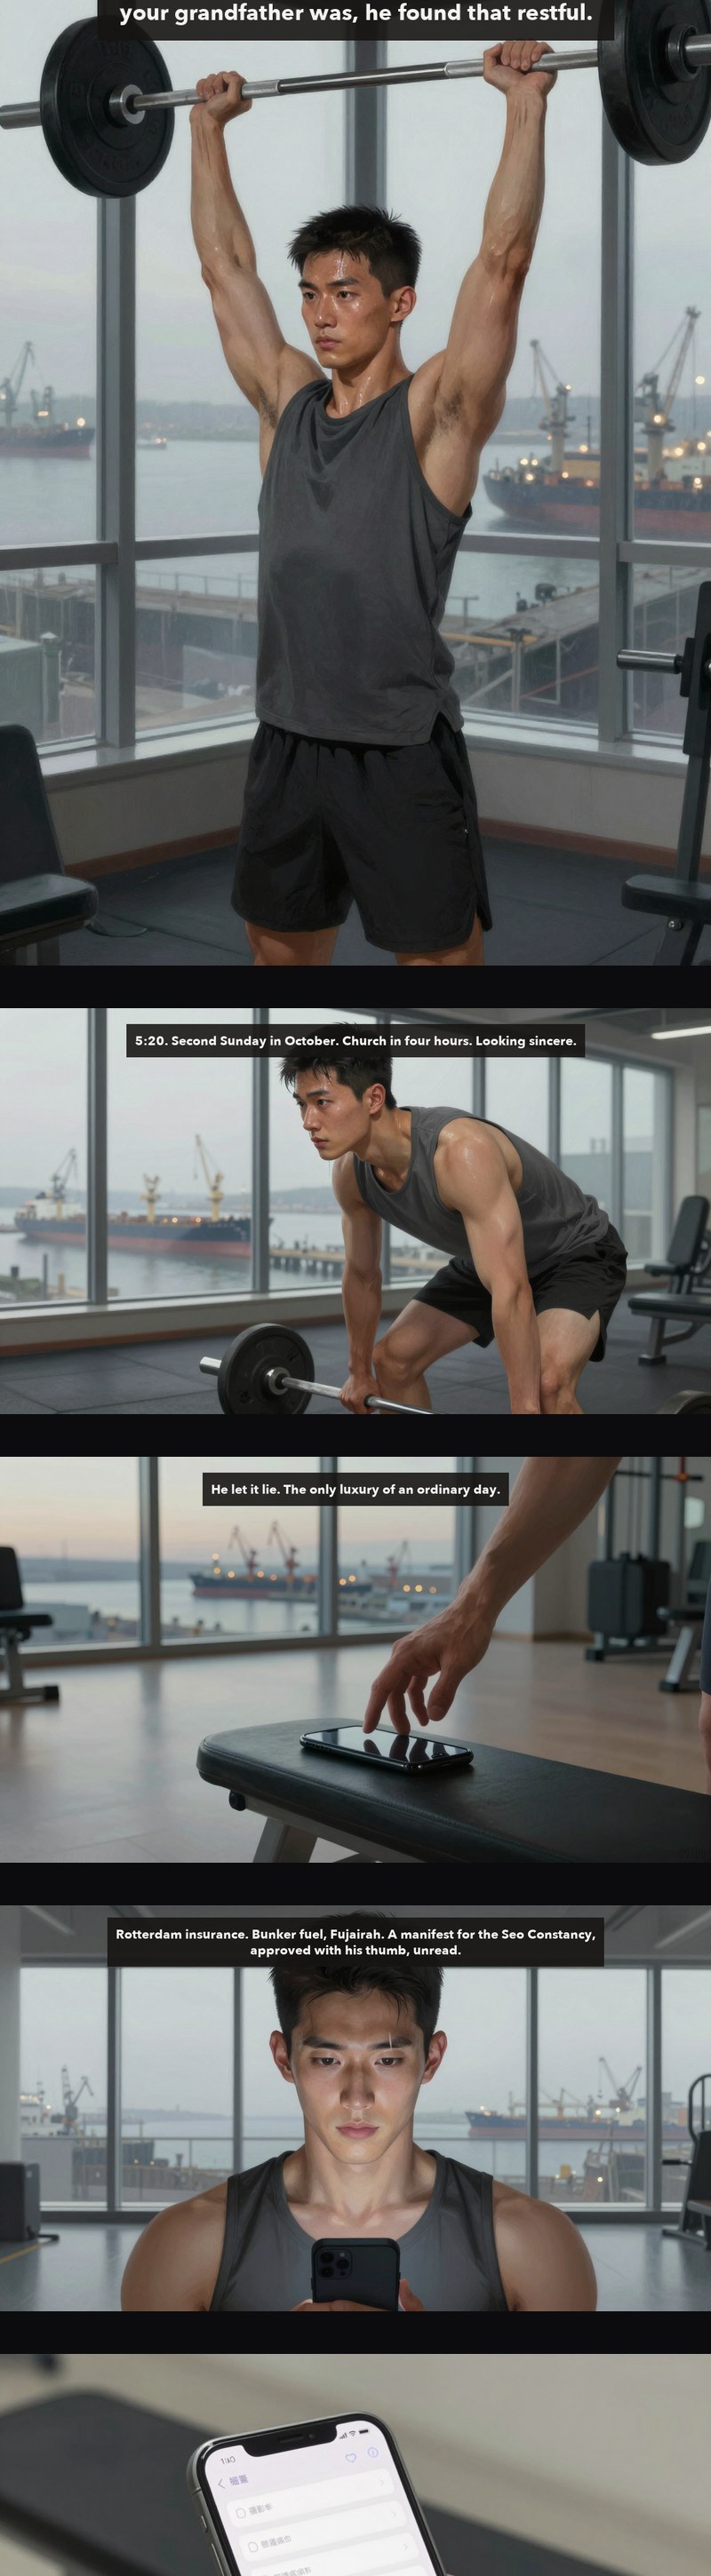 your grandfather was, he found that restful.
5:20. Second Sunday in October. Church in four hours. Looking sincere.
He let it lie. The only luxury of an ordinary day.
Rotterdam insurance. Bunker fuel, Fujairah. A manifest for the Seo Constancy,
approved with his thumb, unread.